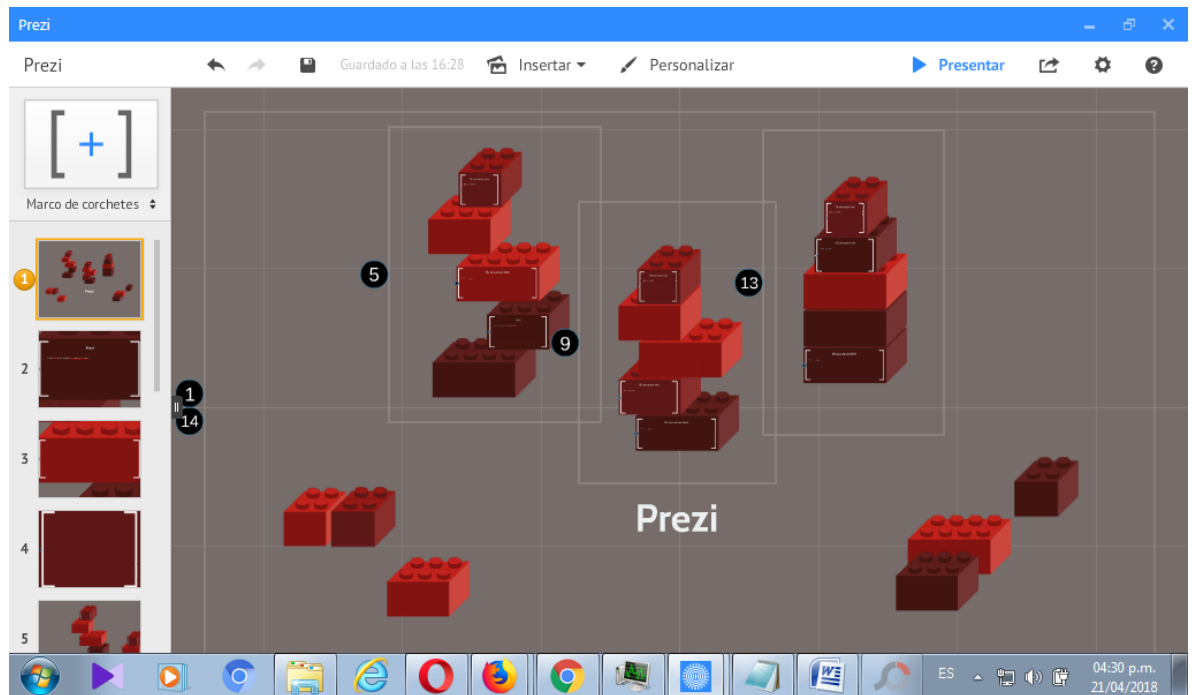 Prezi
Prezi
Guardado a las 16:28
Insertar
Personalizar
Presentar
Marco de corchetes
1
2
3
4
5
5
9
13
1
14
Prezi
ES
04:30 p.m.
21/04/2018